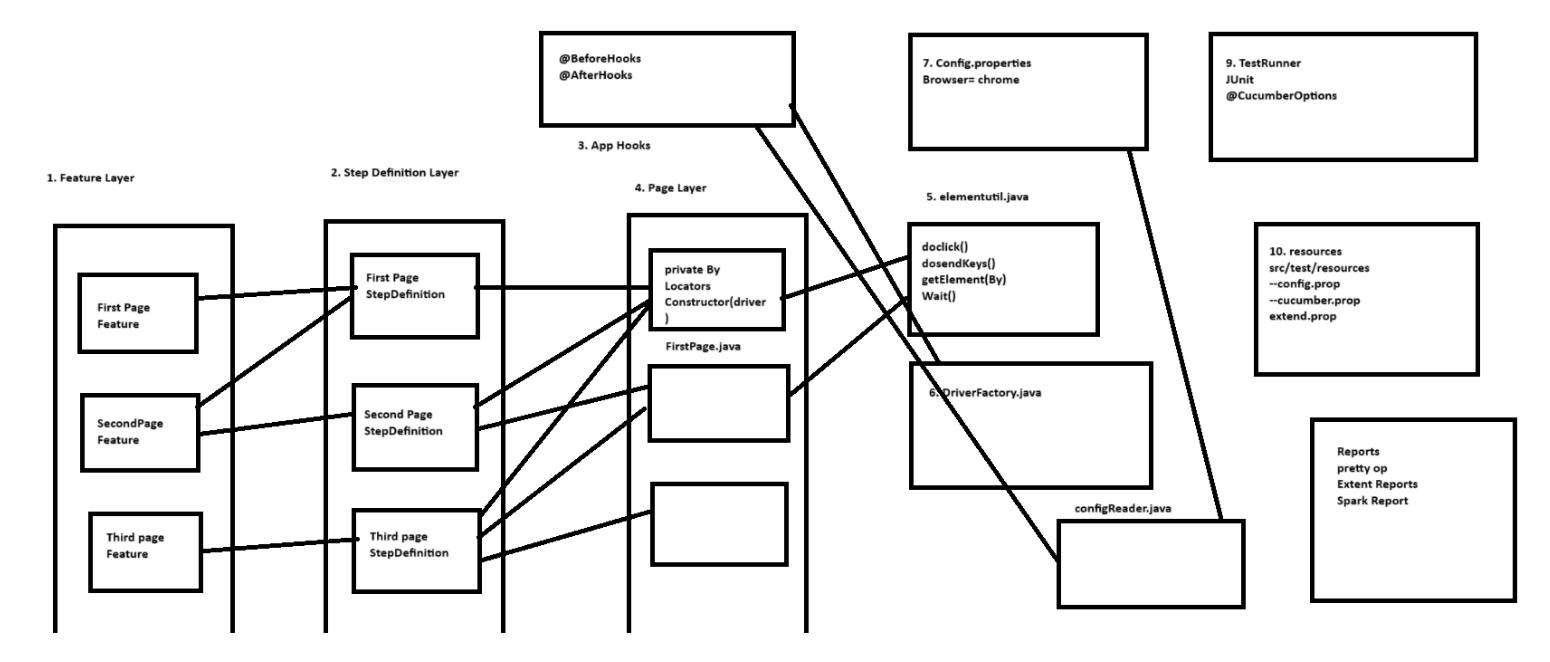 @BeforeHooks
@AfterHooks
3. App Hooks
7. Config.properties
Browser= chrome
9. TestRunner
JUnit
@CucumberOptions
1. Feature Layer
First Page
Feature
SecondPage
Feature
Third page
Feature
2. Step Definition Layer
First Page
StepDefinition
Second Page
StepDefinition
Third page
StepDefinition
4. Page Layer
private By
Locators
Constructor(driver
)
FirstPage.java
5. elementutil.java
doclick()
dosendKeys()
getElement(By)
Wait()
6. DriverFactory.java
configReader.java
10. resources
src/test/resources
--config.prop
--cucumber.prop
extend.prop
Reports
pretty op
Extent Reports
Spark Report